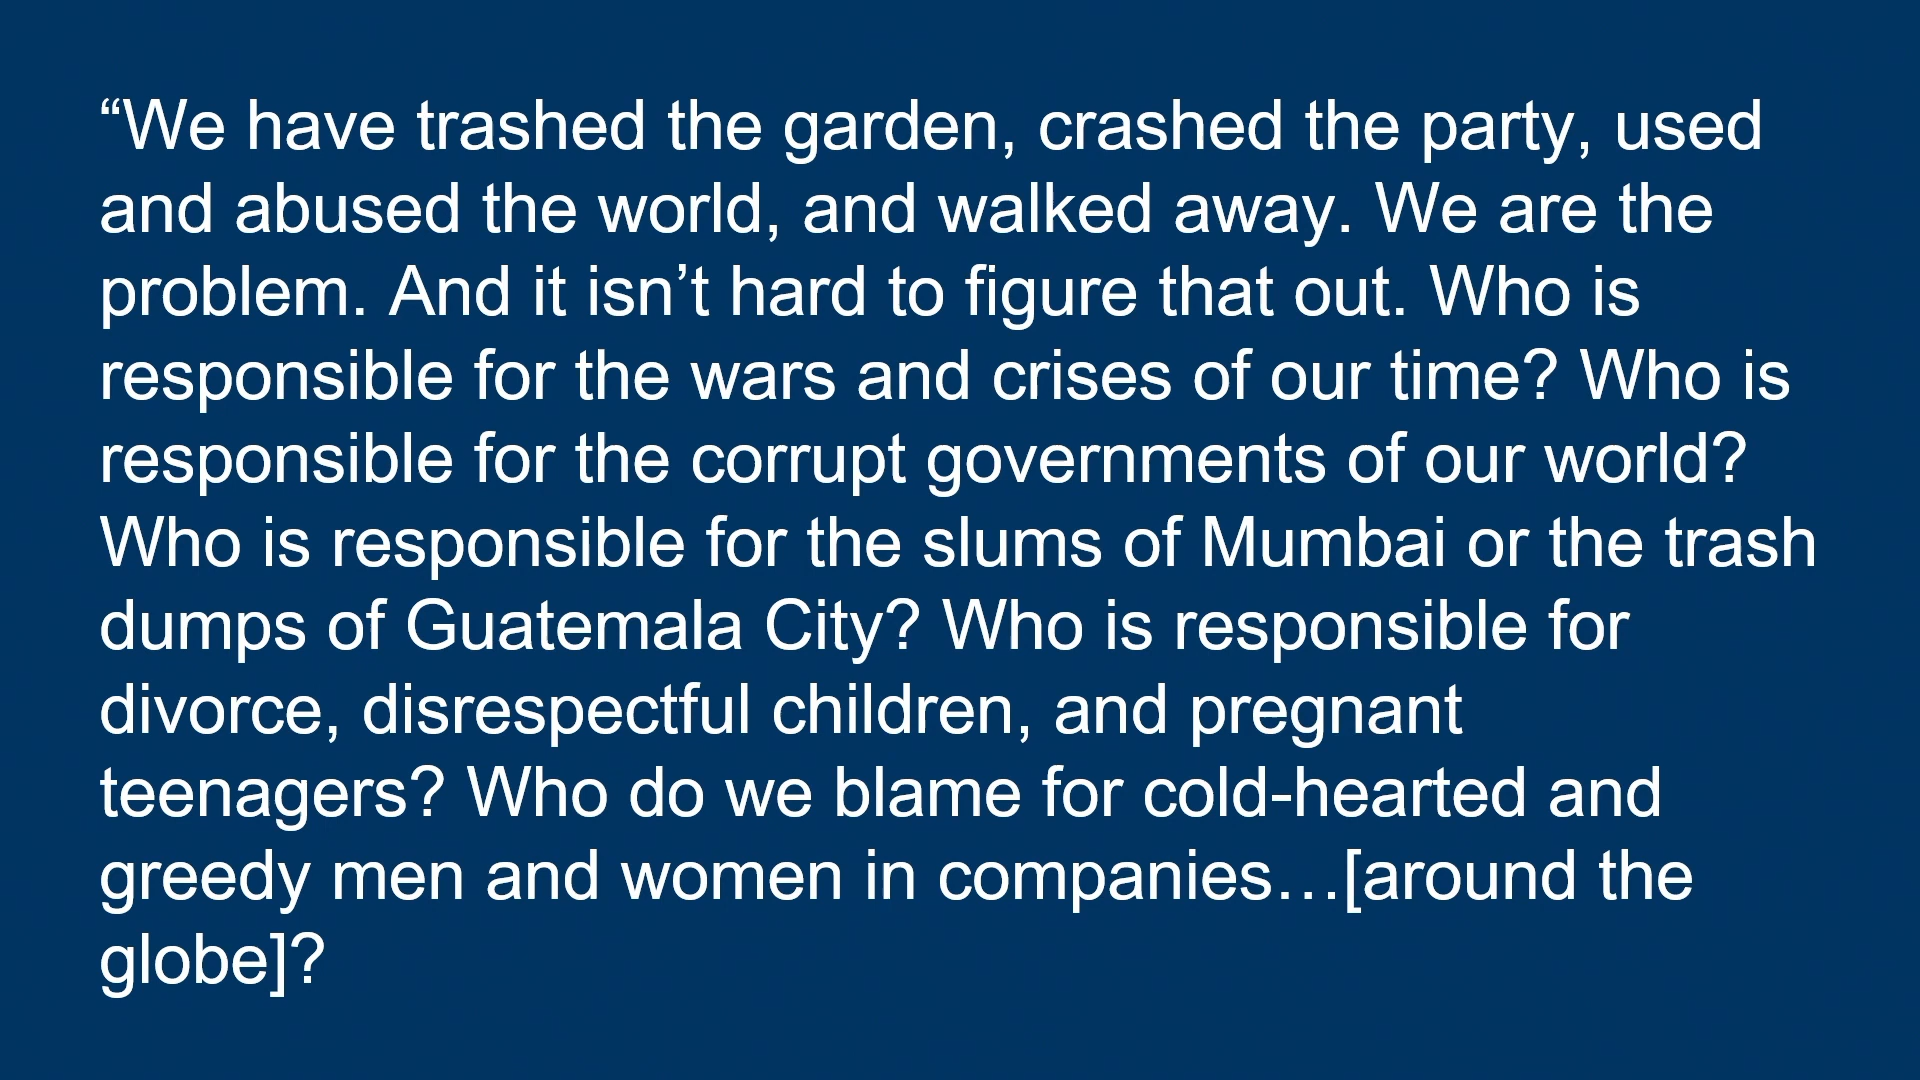 “We have trashed the garden, crashed the party, used
and abused the world, and walked away. We are the
problem. And it isn’t hard to figure that out. Who is
responsible for the wars and crises of our time? Who is
responsible for the corrupt governments of our world?
Who is responsible for the slums of Mumbai or the trash
dumps of Guatemala City? Who is responsible for
divorce, disrespectful children, and pregnant
teenagers? Who do we blame for cold-hearted and
greedy men and women in companies…[around the
globe]?